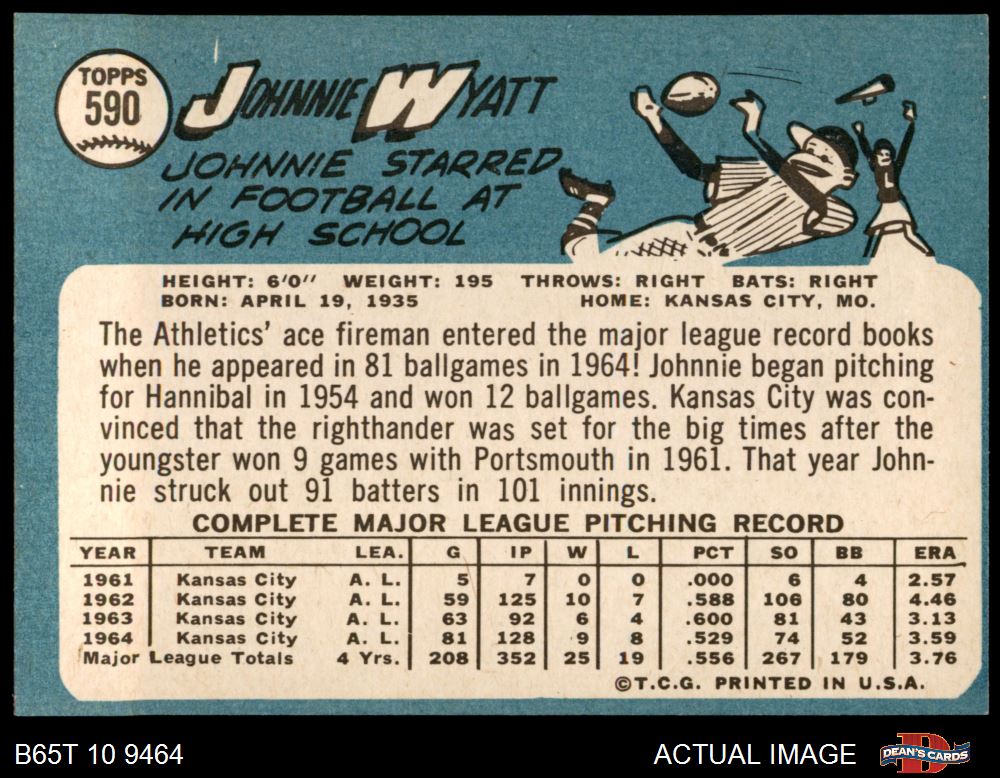 TOPPS
590
JOHNNIE WYATT
JOHNNIE STARRED
IN FOOTBALL AT
HIGH SCHOOL
L
HEIGHT: 6'0" WEIGHT: 195 THROWS: RIGHT BATS: RIGHT
BORN: APRIL 19, 1935 HOME: KANSAS CITY, MO.
The Athletics' ace fireman entered the major league record books
when he appeared in 81 ballgames in 1964! Johnnie began pitching
for Hannibal in 1954 and won 12 ballgames. Kansas City was con-
vinced that the righthander was set for the big times after the
youngster won 9 games with Portsmouth in 1961. That year John-
nie struck out 91 batters in 101 innings.
COMPLETE MAJOR LEAGUE PITCHING RECORD
YEAR TEAM LEA. G IP W L PCT SO BB ERA
1961 Kansas City A. L. 5 7 0 0 .000 6 4 2.57
1962 Kansas City A. L. 59 125 10 7 .588 106 80 4.46
1963 Kansas City A. L. 63 92 6 4 .600 81 43 3.13
1964 Kansas City A. L. 81 128 9 8 .529 74 52 3.59
Major League Totals 4 Yrs. 208 352 25 19 .556 267 179 3.76
©T.C.G. PRINTED IN U.S.A.
B65T 10 9464 ACTUAL IMAGE DEAN'S CARDS